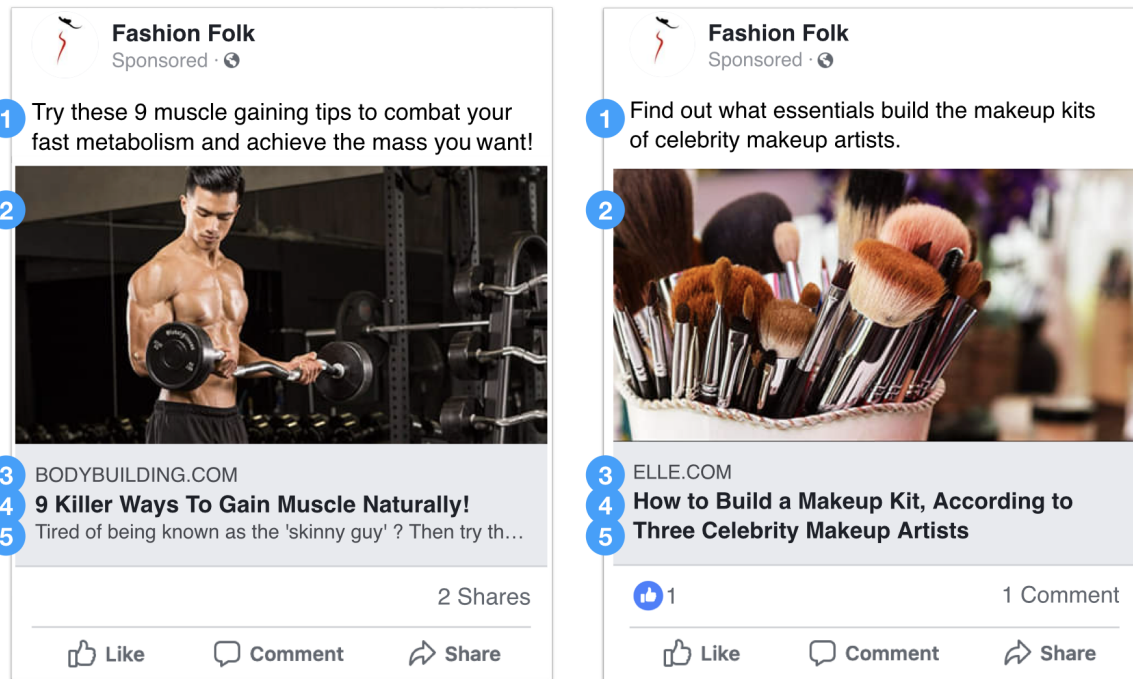 Fashion Folk
Sponsored ·
1 Try these 9 muscle gaining tips to combat your
fast metabolism and achieve the mass you want!
2
3 BODYBUILDING.COM
4 9 Killer Ways To Gain Muscle Naturally!
5 Tired of being known as the 'skinny guy' ? Then try th...
2 Shares
Like Comment Share
Fashion Folk
Sponsored ·
1 Find out what essentials build the makeup kits
of celebrity makeup artists.
2
3 ELLE.COM
4 How to Build a Makeup Kit, According to
5 Three Celebrity Makeup Artists
1 1 Comment
Like Comment Share